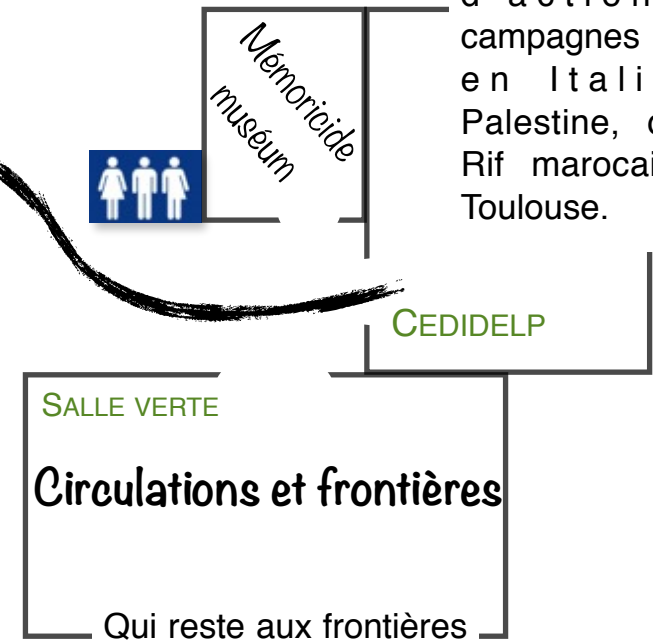 Mémoricide
muséum
campagnes
en Itali
Palestine,
Rif marocai
Toulouse.
CEDIDELP
SALLE VERTE
Circulations et frontières
Qui reste aux frontières